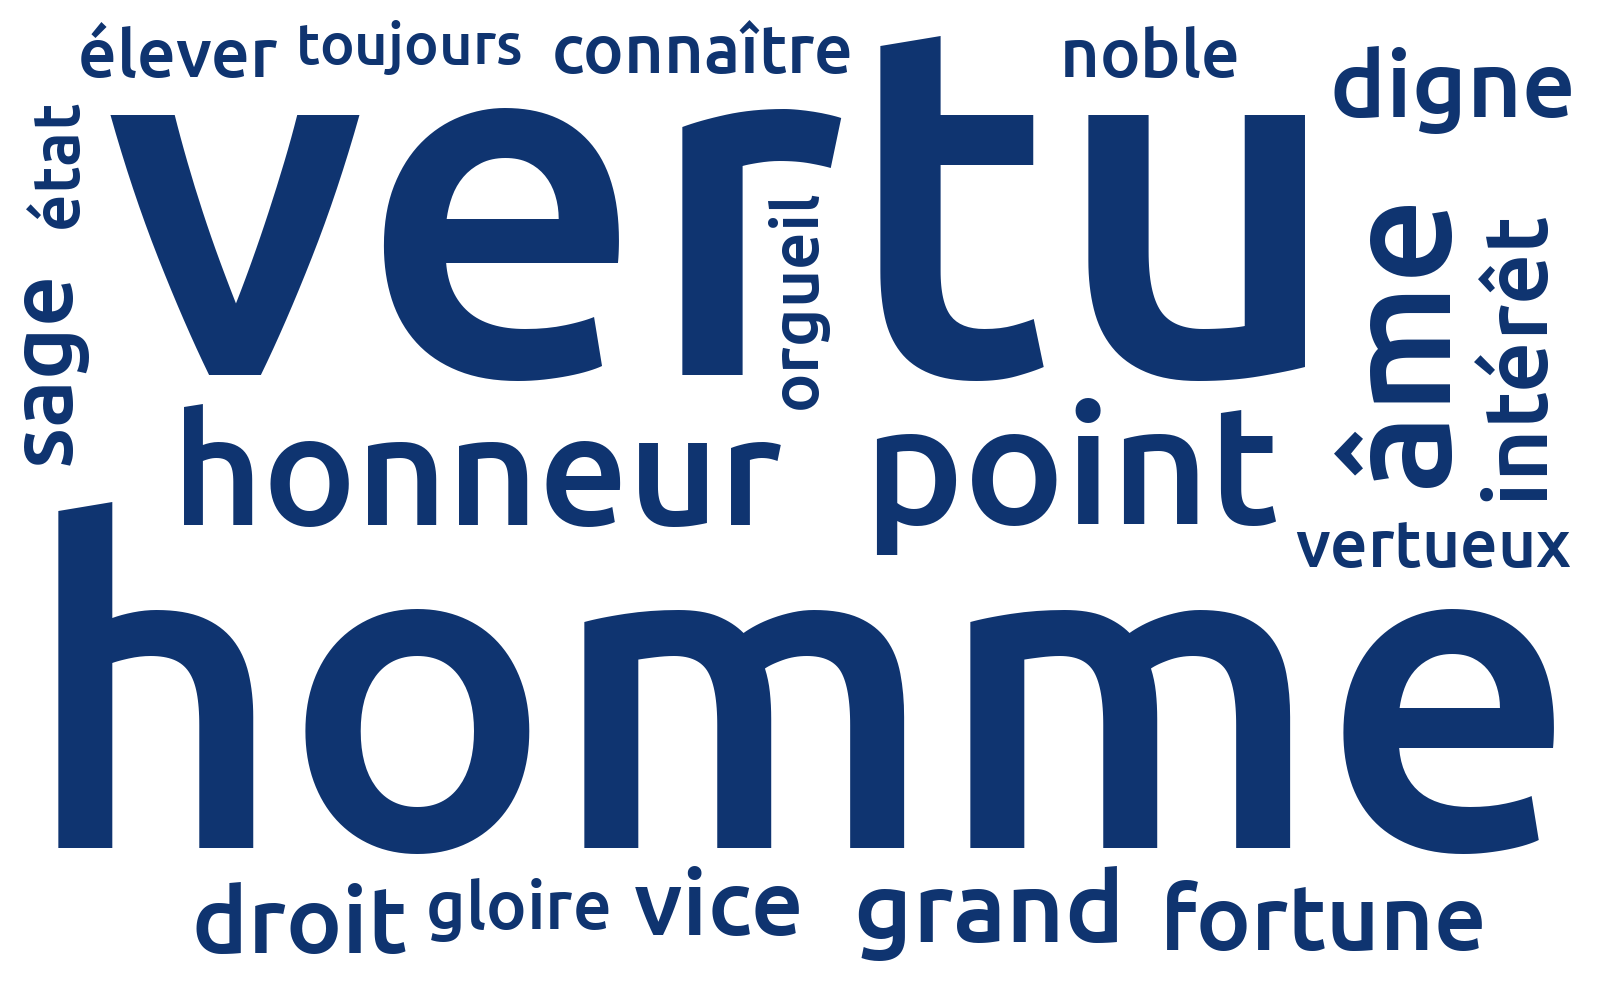 élever toujours connaître noble digne
état
vertu
âme
intérêt
orgueil
sage
honneur point
vertueux
homme
droit gloire vice grand fortune